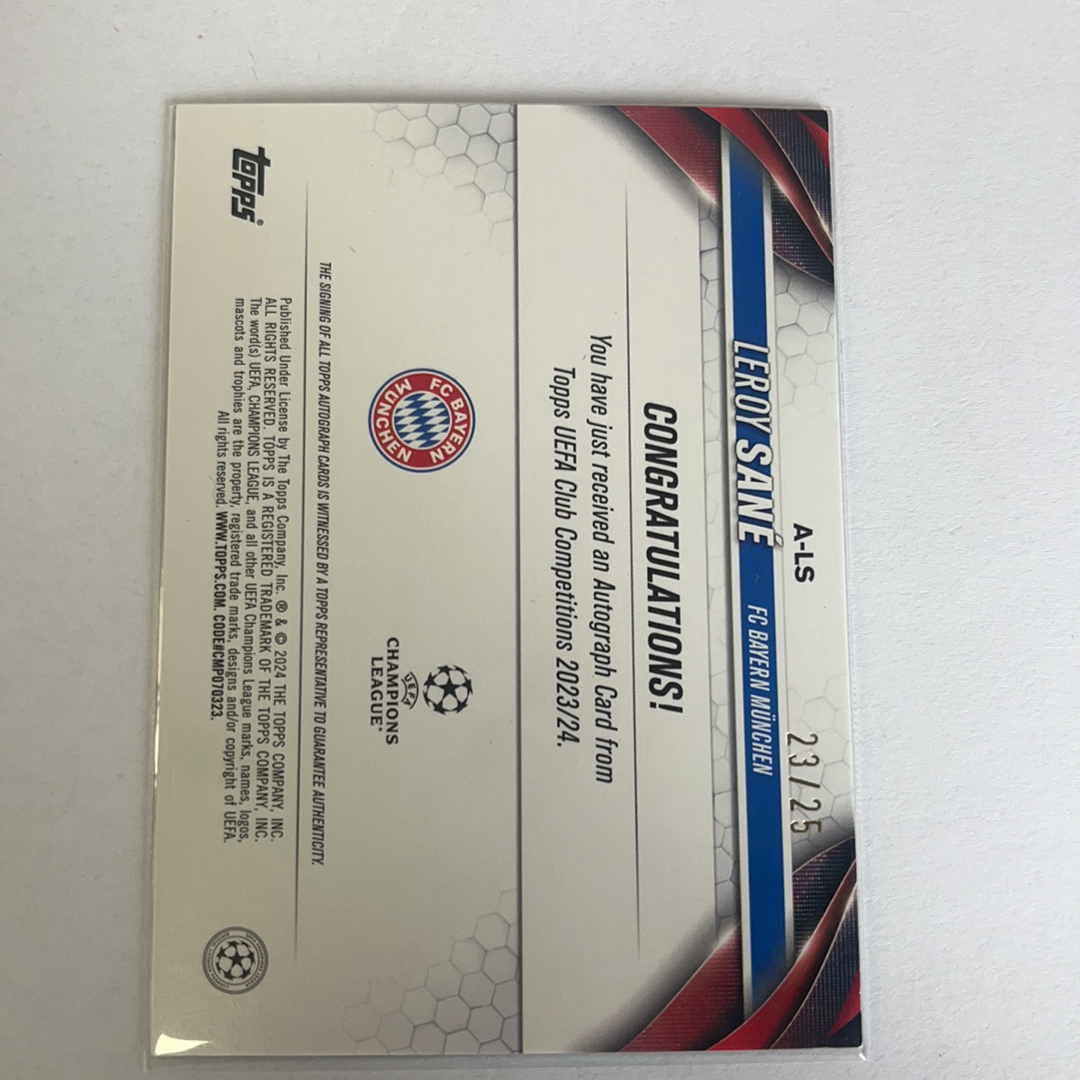 A-LS
23/25
LEROY SANÉ FC BAYERN MÜNCHEN
CONGRATULATIONS!
You have just received an Autograph Card from
Topps UEFA Club Competitions 2023/24.
FC BAYERN
MÜNCHEN
UEFA
CHAMPIONS
LEAGUE
THE SIGNING OF ALL TOPPS AUTOGRAPH CARDS IS WITNESSED BY A TOPPS REPRESENTATIVE TO GUARANTEE AUTHENTICITY.
topps®
Published Under License by The Topps Company, Inc. ® & © 2024 THE TOPPS COMPANY, INC.
ALL RIGHTS RESERVED. TOPPS IS A REGISTERED TRADEMARK OF THE TOPPS COMPANY, INC.
The word(s) UEFA, CHAMPIONS LEAGUE, and all other UEFA Champions League marks, names, logos,
mascots and trophies are the property, registered trade marks, designs and/or copyright of UEFA.
All rights reserved. WWW.TOPPS.COM. CODE#CMP070323.